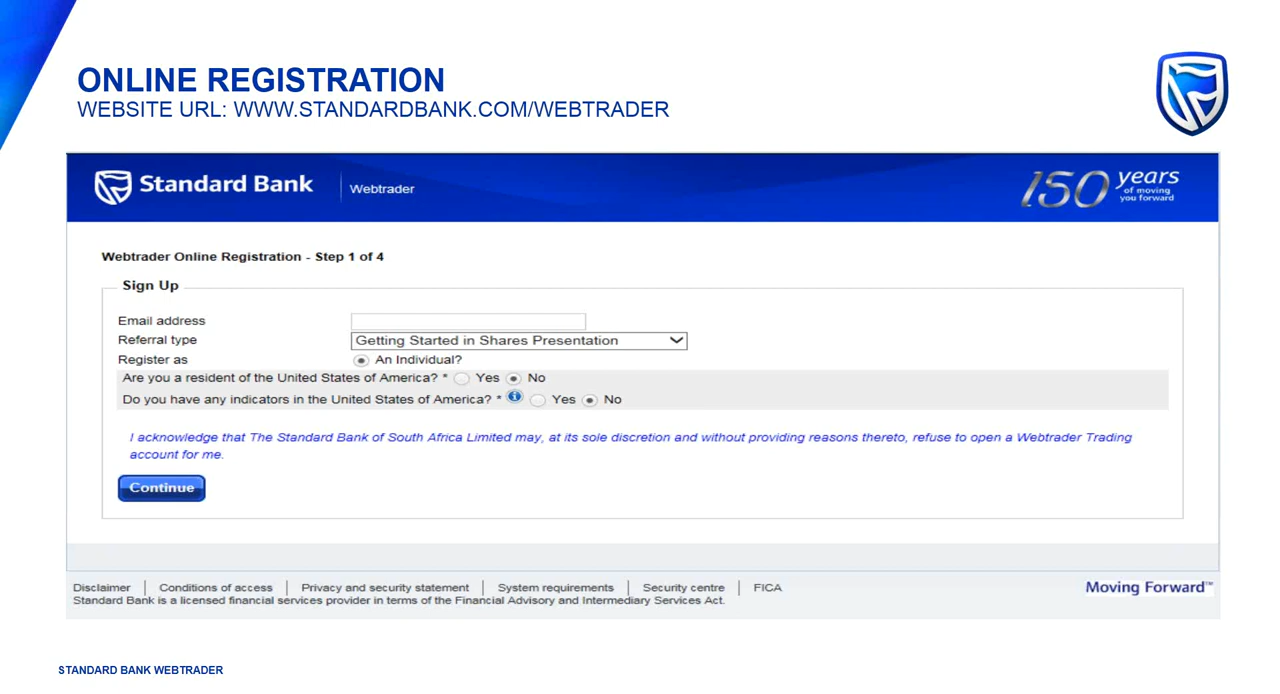 ONLINE REGISTRATION
WEBSITE URL: WWW.STANDARDBANK.COM/WEBTRADER
Standard Bank Webtrader
150 years
of moving
you forward
Webtrader Online Registration - Step 1 of 4
Sign Up
Email address
Referral type Getting Started in Shares Presentation
Register as An Individual?
Are you a resident of the United States of America? * Yes No
Do you have any indicators in the United States of America? * i Yes No
I acknowledge that The Standard Bank of South Africa Limited may, at its sole discretion and without providing reasons thereto, refuse to open a Webtrader Trading
account for me.
Continue
Disclaimer | Conditions of access | Privacy and security statement | System requirements | Security centre | FICA
Moving Forward™
Standard Bank is a licensed financial services provider in terms of the Financial Advisory and Intermediary Services Act.
STANDARD BANK WEBTRADER